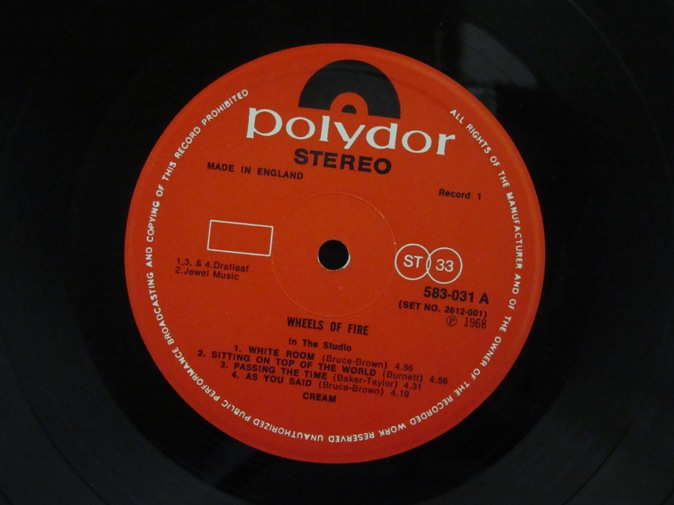 polydor
STEREO
MADE IN ENGLAND
Record 1
ST 33
1,3. & 4.Dratleaf
2.Jewel Music
583-031 A
(SET NO. 2612-001)
℗ 1968
WHEELS OF FIRE
In The Studio
1. WHITE ROOM (Bruce-Brown) 4.56
2. SITTING ON TOP OF THE WORLD (Burnett) 4.56
3. PASSING THE TIME (Baker-Taylor) 4.31
4. AS YOU SAID (Bruce-Brown) 4.19
CREAM
ALL RIGHTS OF THE MANUFACTURER AND OF THE OWNER OF THE RECORDED WORK RESERVED UNAUTHORIZED PUBLIC PERFORMANCE BROADCASTING AND COPYING OF THIS RECORD PROHIBITED